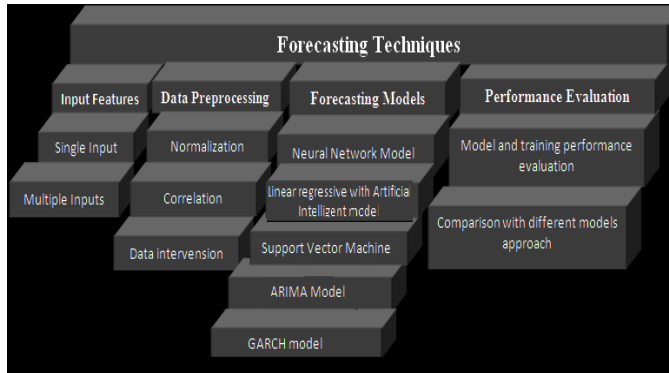 Forecasting Techniques
Input Features
Single Input
Multiple Inputs
Data Preprocessing
Normalization
Correlation
Data intervension
Forecasting Models
Neural Network Model
Linear regressive with Artificial
Intelligent model
Support Vector Machine
ARIMA Model
GARCH model
Performance Evaluation
Model and training performance
evaluation
Comparison with different models
approach